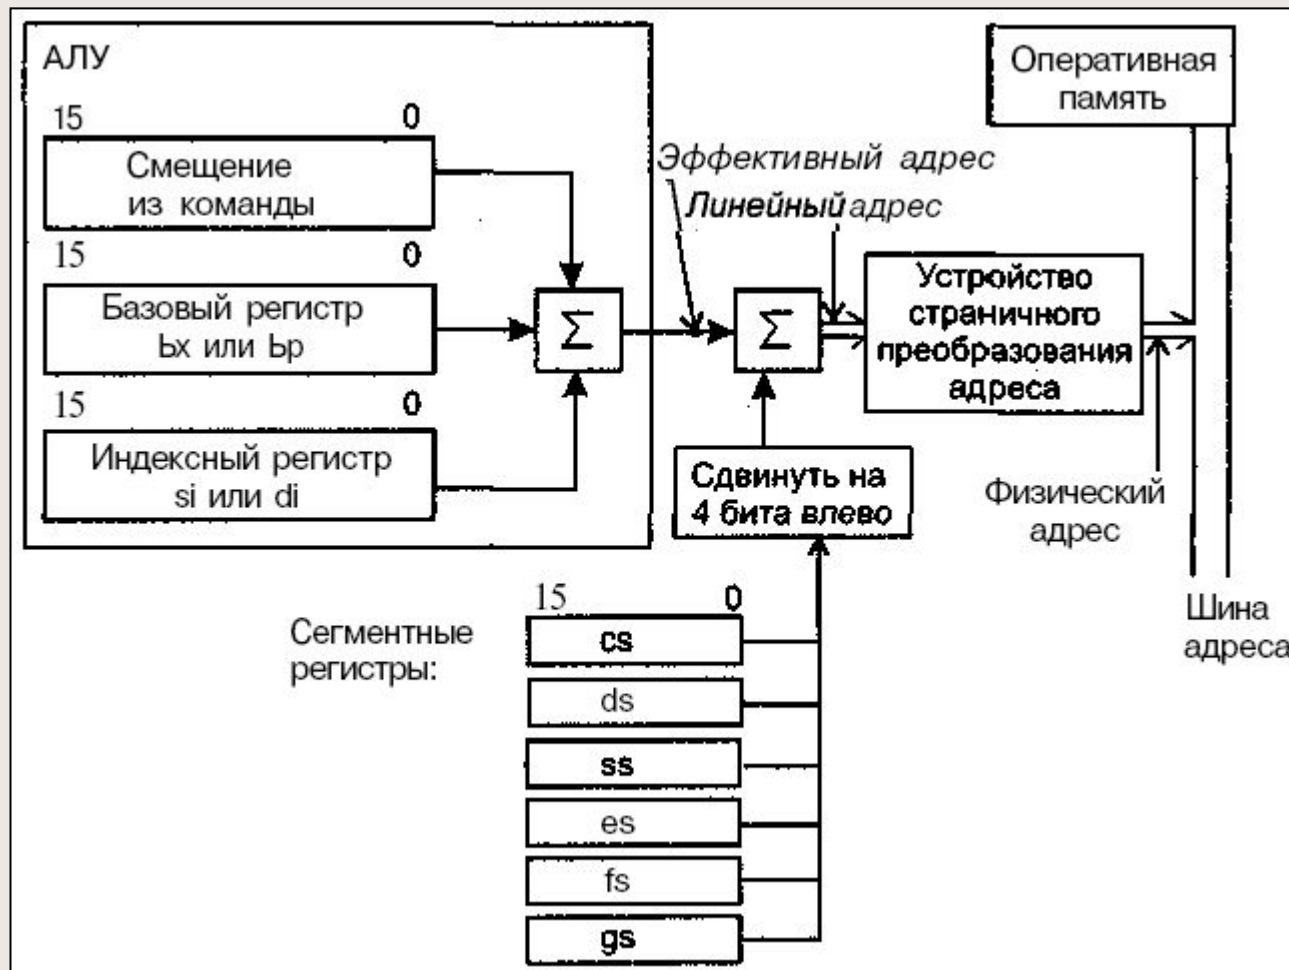 АЛУ
15 0
Смещение
из команды
15 0
Базовый регистр
bx или bp
15 0
Индексный регистр
si или di
Σ
Эффективный адрес
Линейный адрес
Σ
Сдвинуть на
4 бита влево
Устройство
страничного
преобразования
адреса
Оперативная
память
Физический
адрес
Шина
адреса
Сегментные
регистры:
15 0
cs
ds
ss
es
fs
gs